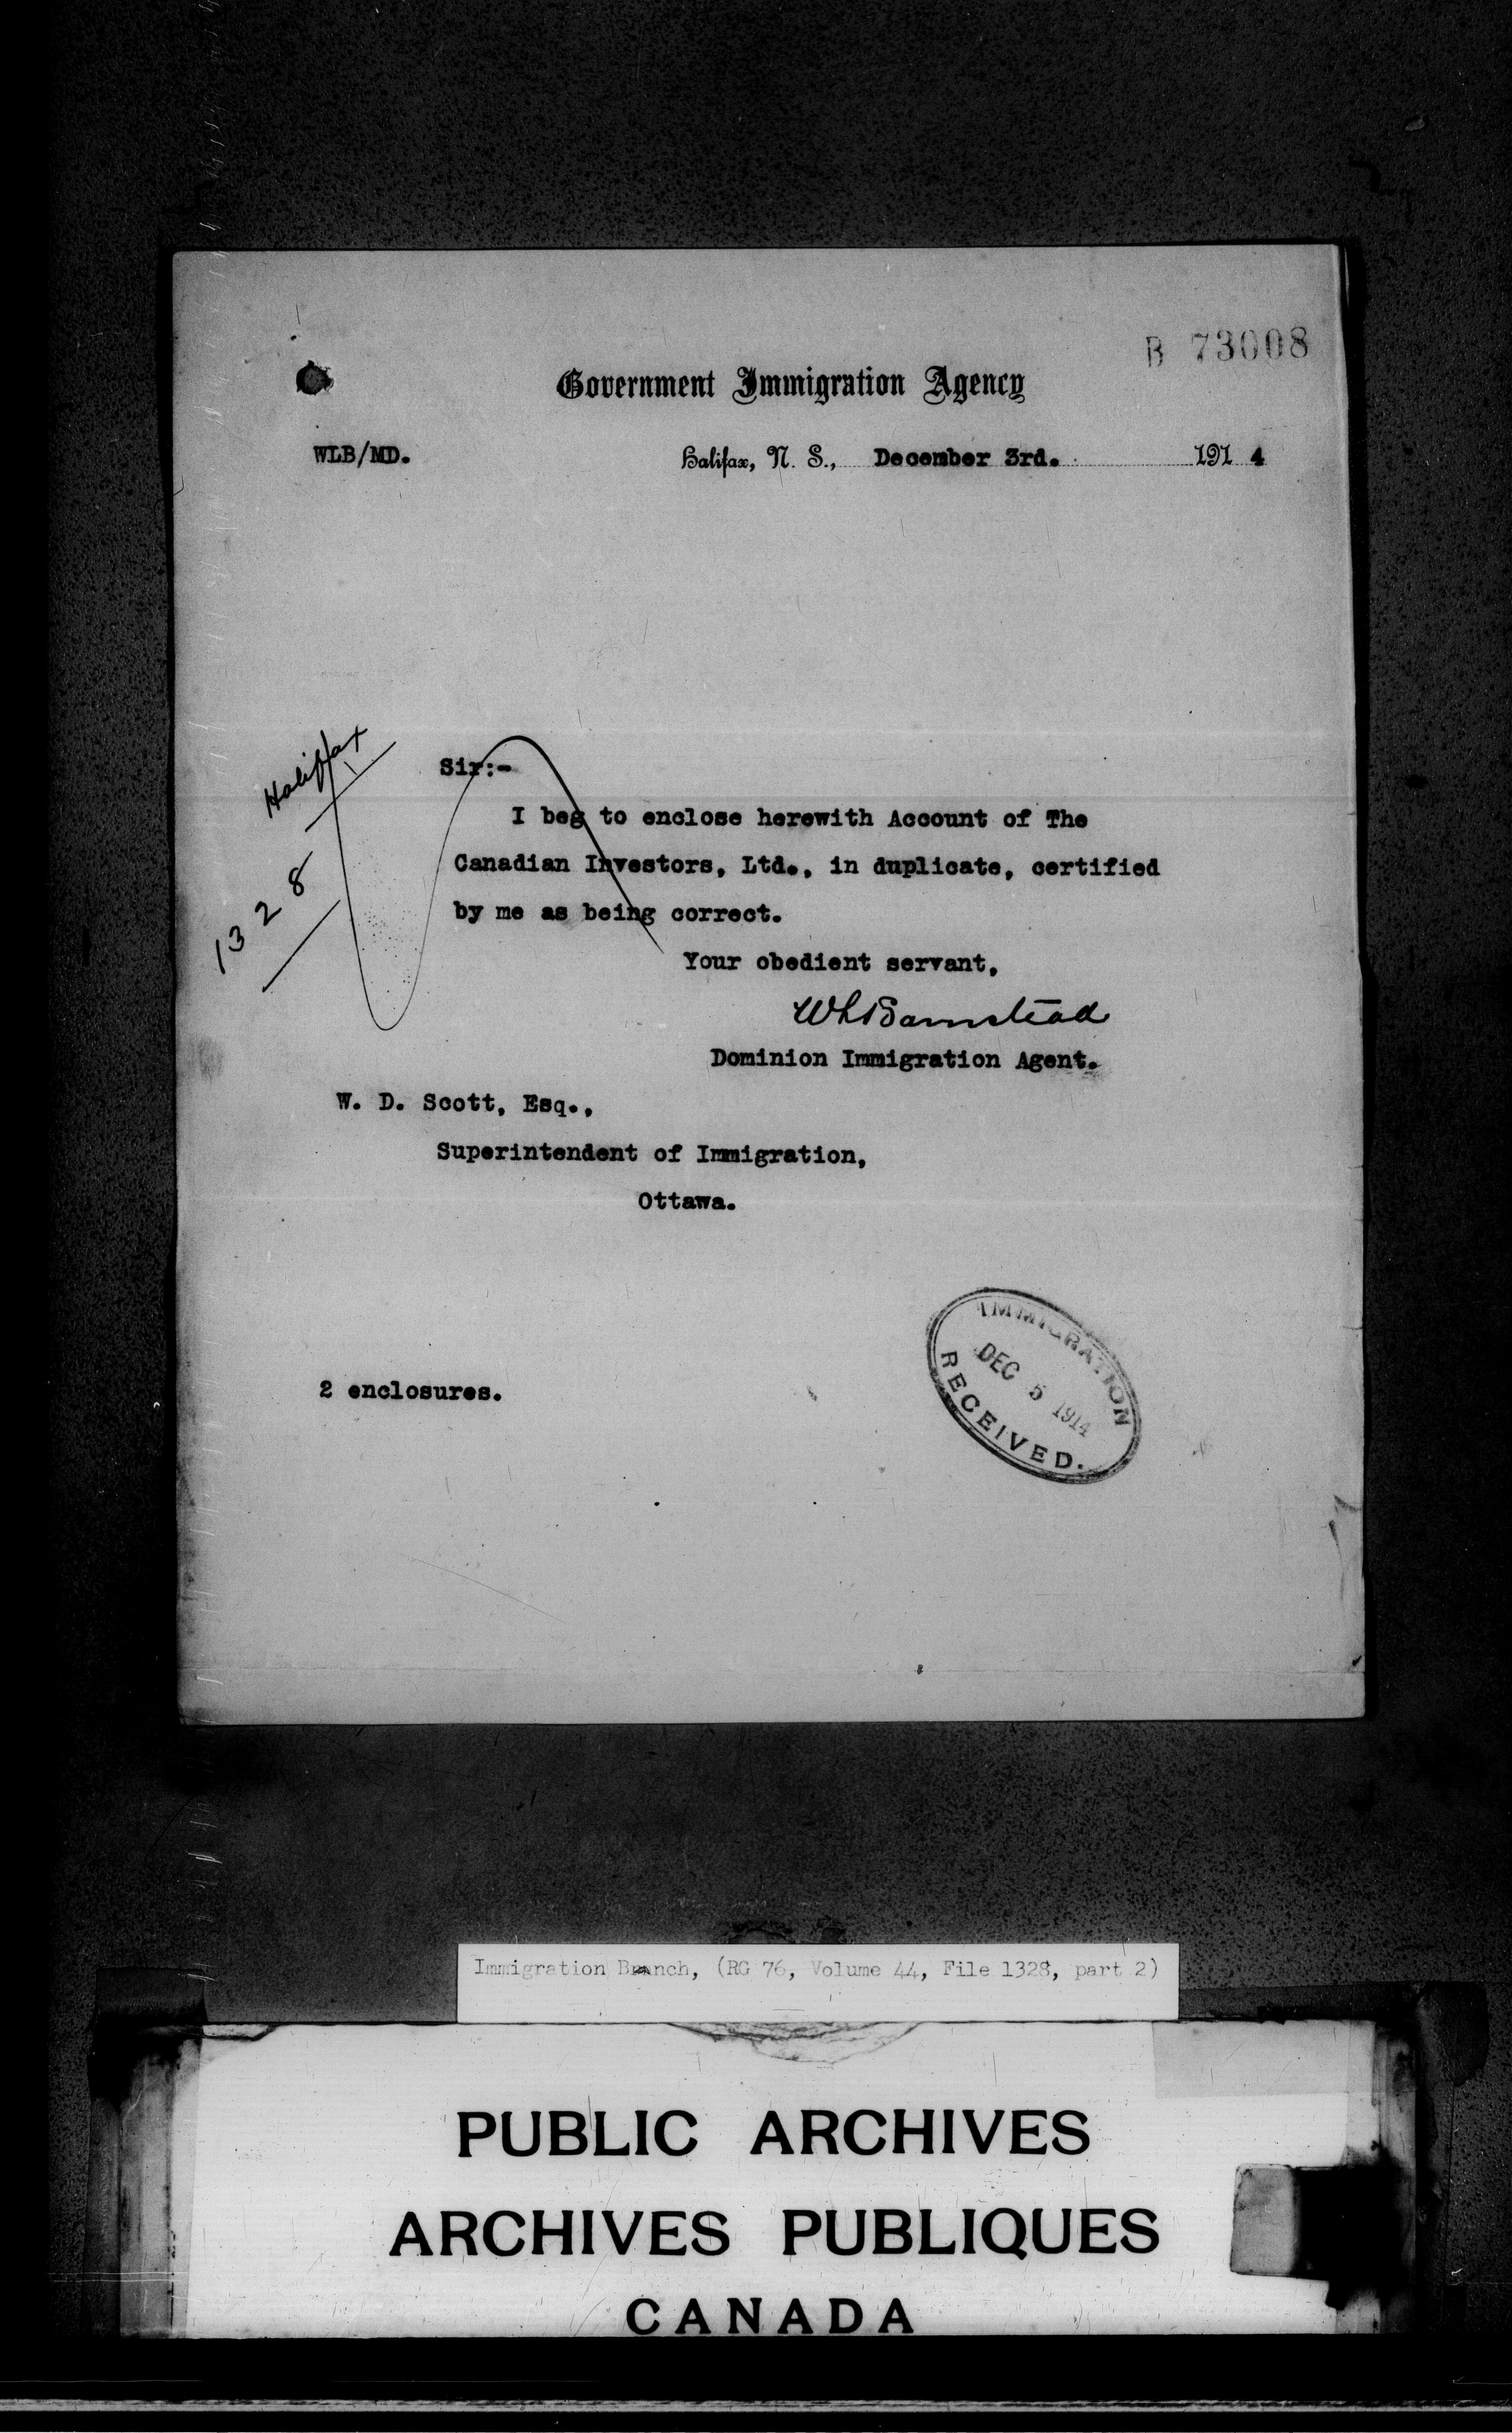 B 73008
Government Immigration Agency
WLB/MD.
Halifax, N. S., December 3rd. 191 4
Halifax
1328
Sir:-
I beg to enclose herewith Account of The
Canadian Investors, Ltd., in duplicate, certified
by me as being correct.
Your obedient servant,
WLBarnstead
Dominion Immigration Agent.
W. D. Scott, Esq.,
Superintendent of Immigration,
Ottawa.
IMMIGRATION
DEC 5 1914
RECEIVED.
2 enclosures.
Immigration Branch, (RG 76, Volume 44, File 1328, part 2)
PUBLIC ARCHIVES
ARCHIVES PUBLIQUES
CANADA